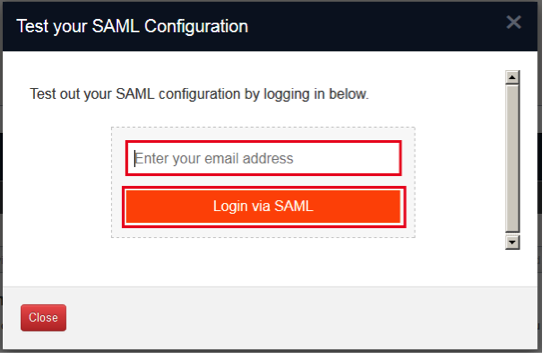 Test your SAML Configuration
Test out your SAML configuration by logging in below.
Enter your email address
Login via SAML
Close